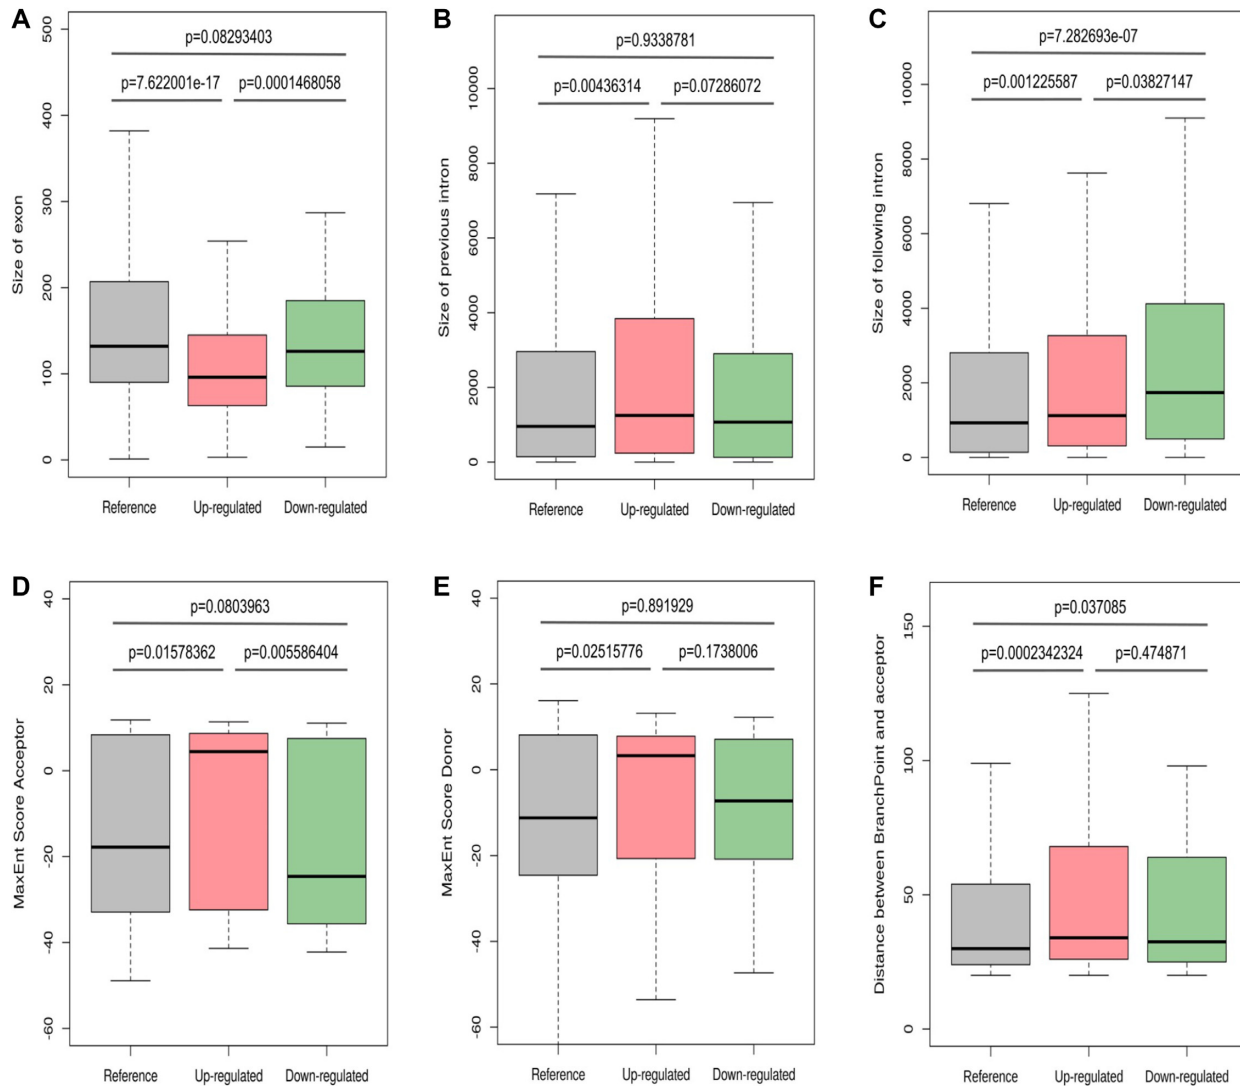 A
p=0.08293403
p=7.622001e-17 p=0.0001468058
Size of exon
0 100 200 300 400 500
Reference Up-regulated Down-regulated
B
p=0.9338781
p=0.00436314 p=0.07286072
Size of previous intron
0 2000 4000 6000 8000 10000
Reference Up-regulated Down-regulated
C
p=7.282693e-07
p=0.001225587 p=0.03827147
Size of following intron
0 2000 4000 6000 8000 10000
Reference Up-regulated Down-regulated
D
p=0.0803963
p=0.01578362 p=0.005586404
MaxEnt Score Acceptor
-60 -40 -20 0 20 40
Reference Up-regulated Down-regulated
E
p=0.891929
p=0.02515776 p=0.1738006
MaxEnt Score Donor
-60 -40 -20 0 20 40
Reference Up-regulated Down-regulated
F
p=0.037085
p=0.0002342324 p=0.474871
Distance between BranchPoint and acceptor
0 50 100 150
Reference Up-regulated Down-regulated